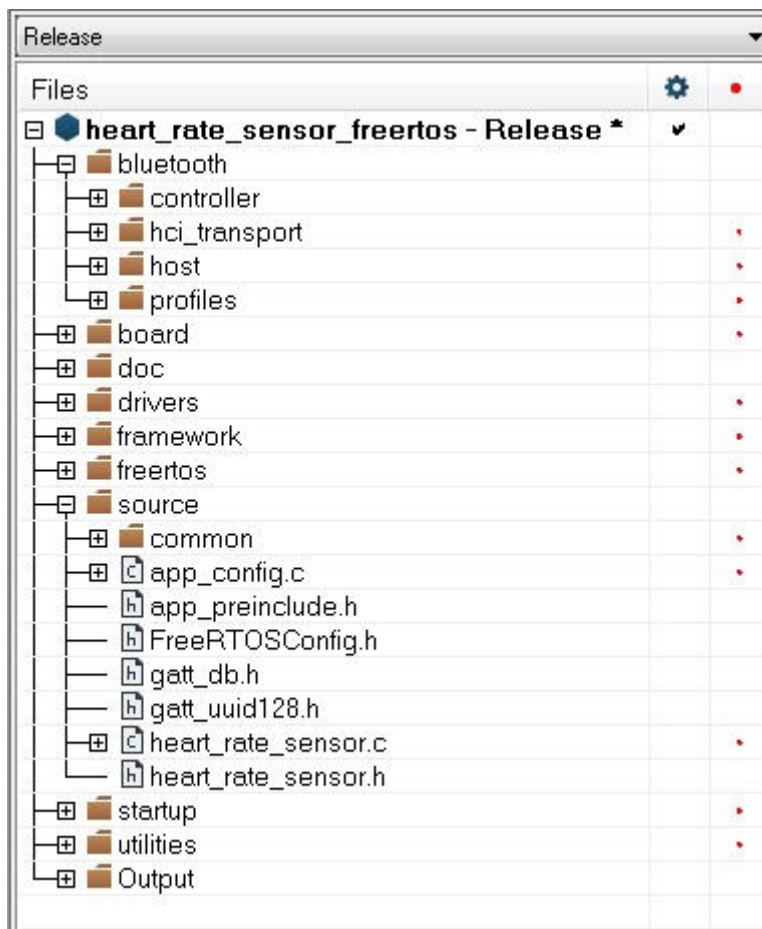 Release
Files
heart_rate_sensor_freertos - Release *
bluetooth
controller
hci_transport
host
profiles
board
doc
drivers
framework
freertos
source
common
c app_config.c
h app_preinclude.h
h FreeRTOSConfig.h
h gatt_db.h
h gatt_uuid128.h
c heart_rate_sensor.c
h heart_rate_sensor.h
startup
utilities
Output